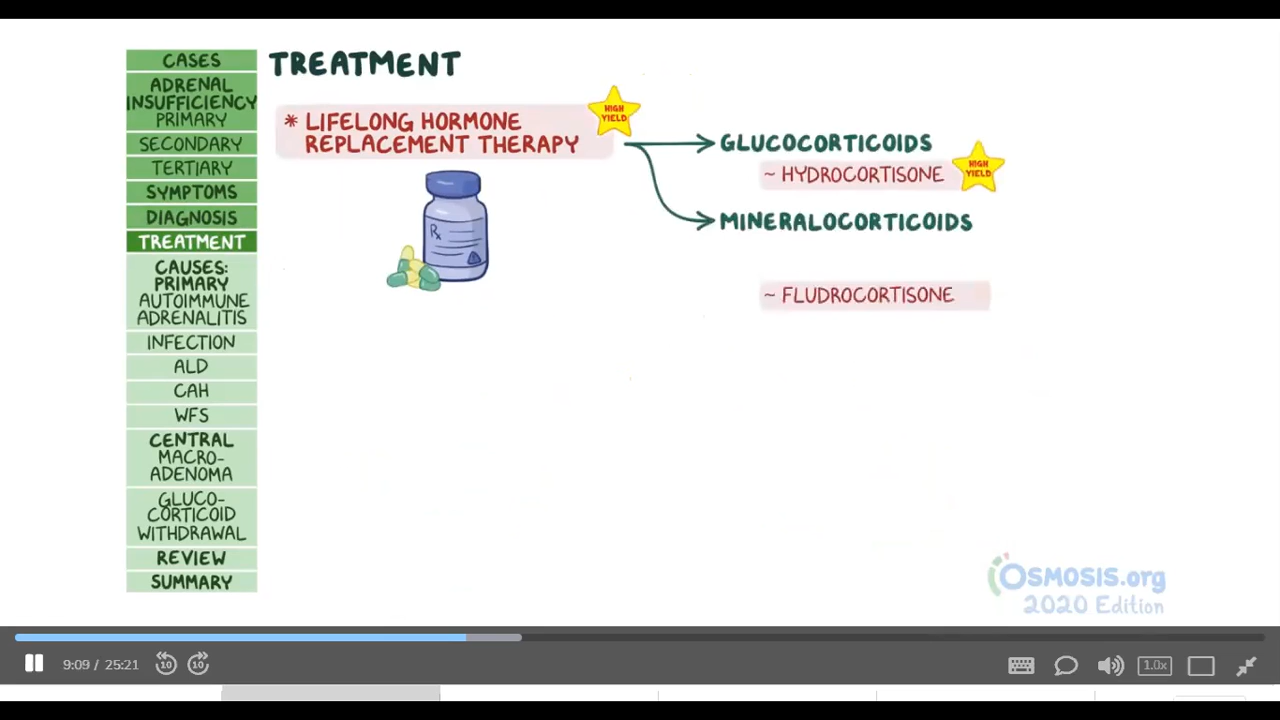 CASES
ADRENAL
INSUFFICIENCY
PRIMARY
SECONDARY
TERTIARY
SYMPTOMS
DIAGNOSIS
TREATMENT
CAUSES:
PRIMARY
AUTOIMMUNE
ADRENALITIS
INFECTION
ALD
CAH
WFS
CENTRAL
MACRO-
ADENOMA
GLUCO-
CORTICOID
WITHDRAWAL
REVIEW
SUMMARY
TREATMENT
* LIFELONG HORMONE
REPLACEMENT THERAPY
HIGH
YIELD
Rx
GLUCOCORTICOIDS
~ HYDROCORTISONE
HIGH
YIELD
MINERALOCORTICOIDS
~ FLUDROCORTISONE
OSMOSIS.org
2020 Edition
9:09 / 25:21
10
10
1.0x